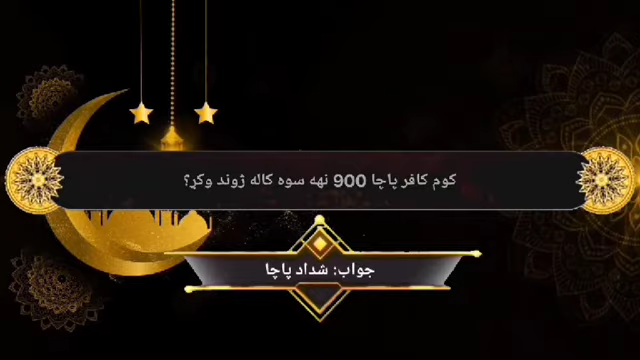 کوم کافر پاچا 900 نهه سوه کاله ژوند وکړ؟
جواب: شداد پاچا